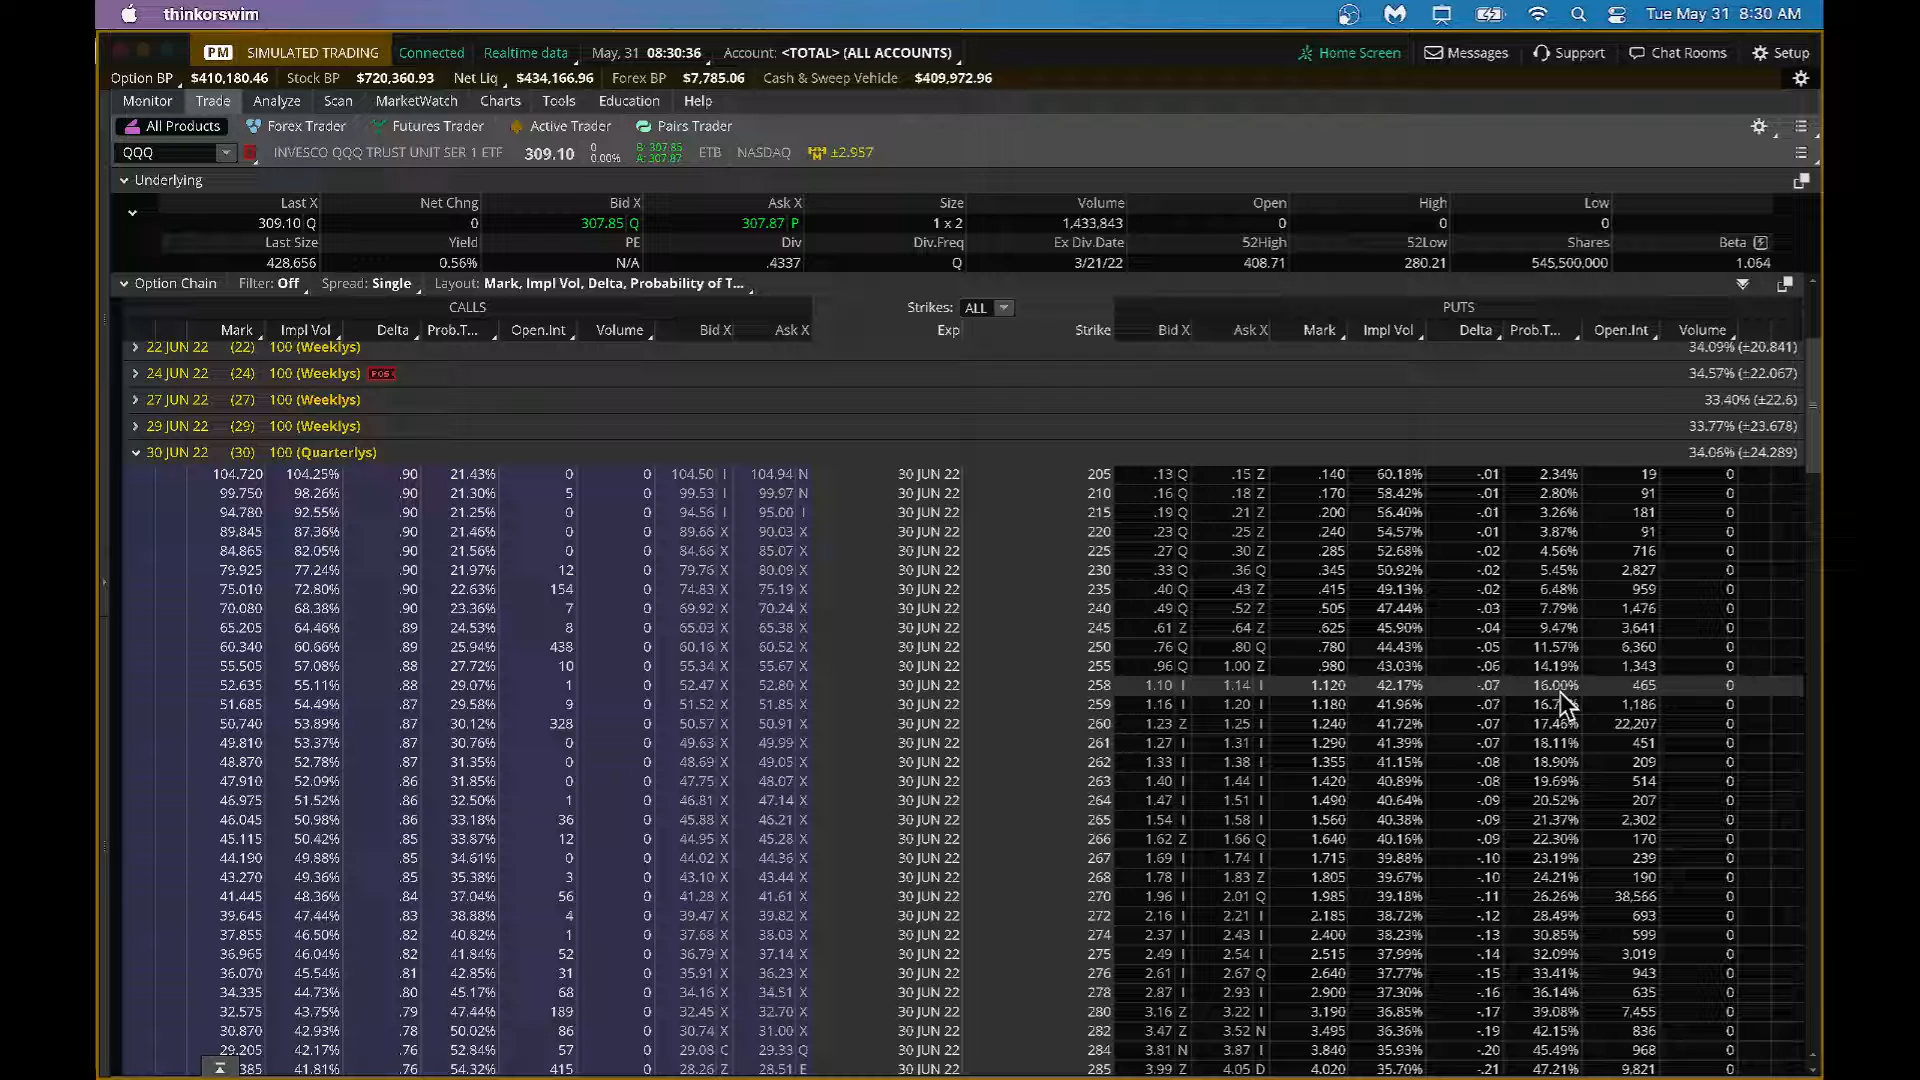 thinkorswim Tue May 31 8:30 AM
PM SIMULATED TRADING Connected Realtime data May, 31 08:30:36 Account: <TOTAL> (ALL ACCOUNTS) Home Screen Messages Support Chat Rooms Setup
Option BP $410,180.46 Stock BP $720,360.93 Net Liq $434,166.96 Forex BP $7,785.06 Cash & Sweep Vehicle $409,972.96
Monitor Trade Analyze Scan MarketWatch Charts Tools Education Help
All Products Forex Trader Futures Trader Active Trader Pairs Trader
QQQ INVESCO QQQ TRUST UNIT SER 1 ETF 309.10 0 0.00% B: 307.85 A: 307.87 ETB NASDAQ ±2.957
Underlying
Last X Net Chng Bid X Ask X Size Volume Open High Low
309.10 Q 0 307.85 Q 307.87 P 1 x 2 1,433,843 0 0 0
Last Size Yield PE Div Div.Freq Ex Div.Date 52High 52Low Shares Beta
428,656 0.56% N/A .4337 Q 3/21/22 408.71 280.21 545,500,000 1.064
Option Chain Filter: Off Spread: Single Layout: Mark, Impl Vol, Delta, Probability of T...
CALLS Strikes: ALL PUTS
Mark Impl Vol Delta Prob.T... Open.Int Volume Bid X Ask X Exp Strike Bid X Ask X Mark Impl Vol Delta Prob.T... Open.Int Volume
22 JUN 22 (22) 100 (Weeklys) 34.09% (±20.841)
24 JUN 22 (24) 100 (Weeklys) POS 34.57% (±22.067)
27 JUN 22 (27) 100 (Weeklys) 33.40% (±22.6)
29 JUN 22 (29) 100 (Weeklys) 33.77% (±23.678)
30 JUN 22 (30) 100 (Quarterlys) 34.06% (±24.289)
104.720 104.25% .90 21.43% 0 0 104.50 I 104.94 N 30 JUN 22 205 .13 Q .15 Z .140 60.18% -.01 2.34% 19 0
99.750 98.26% .90 21.30% 5 0 99.53 I 99.97 N 30 JUN 22 210 .16 Q .18 Z .170 58.42% -.01 2.80% 91 0
94.780 92.55% .90 21.25% 0 0 94.56 I 95.00 I 30 JUN 22 215 .19 Q .21 Z .200 56.40% -.01 3.26% 181 0
89.845 87.36% .90 21.46% 0 0 89.66 X 90.03 X 30 JUN 22 220 .23 Q .25 Z .240 54.57% -.01 3.87% 91 0
84.865 82.05% .90 21.56% 0 0 84.66 X 85.07 X 30 JUN 22 225 .27 Q .30 Z .285 52.68% -.02 4.56% 716 0
79.925 77.24% .90 21.97% 12 0 79.76 X 80.09 X 30 JUN 22 230 .33 Q .36 Q .345 50.92% -.02 5.45% 2,827 0
75.010 72.80% .90 22.63% 154 0 74.83 X 75.19 X 30 JUN 22 235 .40 Q .43 Z .415 49.13% -.02 6.48% 959 0
70.080 68.38% .90 23.36% 7 0 69.92 X 70.24 X 30 JUN 22 240 .49 Q .52 Z .505 47.44% -.03 7.79% 1,476 0
65.205 64.46% .89 24.53% 8 0 65.03 X 65.38 X 30 JUN 22 245 .61 Z .64 Z .625 45.90% -.04 9.47% 3,641 0
60.340 60.66% .89 25.94% 438 0 60.16 X 60.52 X 30 JUN 22 250 .76 Q .80 Q .780 44.43% -.05 11.57% 6,360 0
55.505 57.08% .88 27.72% 10 0 55.34 X 55.67 X 30 JUN 22 255 .96 Q 1.00 Z .980 43.03% -.06 14.19% 1,343 0
52.635 55.11% .88 29.07% 1 0 52.47 X 52.80 X 30 JUN 22 258 1.10 I 1.14 I 1.120 42.17% -.07 16.00% 465 0
51.685 54.49% .87 29.58% 9 0 51.52 X 51.85 X 30 JUN 22 259 1.16 I 1.20 I 1.180 41.96% -.07 1,186 0
50.740 53.89% .87 30.12% 328 0 50.57 X 50.91 X 30 JUN 22 260 1.23 Z 1.25 I 1.240 41.72% -.07 17.46% 22,207 0
49.810 53.37% .87 30.76% 0 0 49.63 X 49.99 X 30 JUN 22 261 1.27 I 1.31 I 1.290 41.39% -.07 18.11% 451 0
48.870 52.78% .87 31.35% 0 0 48.69 X 49.05 X 30 JUN 22 262 1.33 I 1.38 I 1.355 41.15% -.08 18.90% 209 0
47.910 52.09% .86 31.85% 0 0 47.75 X 48.07 X 30 JUN 22 263 1.40 I 1.44 I 1.420 40.89% -.08 19.69% 514 0
46.975 51.52% .86 32.50% 1 0 46.81 X 47.14 X 30 JUN 22 264 1.47 I 1.51 I 1.490 40.64% -.09 20.52% 207 0
46.045 50.98% .86 33.18% 36 0 45.88 X 46.21 X 30 JUN 22 265 1.54 I 1.58 I 1.560 40.38% -.09 21.37% 2,302 0
45.115 50.42% .85 33.87% 12 0 44.95 X 45.28 X 30 JUN 22 266 1.62 Z 1.66 Q 1.640 40.16% -.09 22.30% 170 0
44.190 49.88% .85 34.61% 0 0 44.02 X 44.36 X 30 JUN 22 267 1.69 I 1.74 I 1.715 39.88% -.10 23.19% 239 0
43.270 49.36% .85 35.38% 3 0 43.10 X 43.44 X 30 JUN 22 268 1.78 I 1.83 Z 1.805 39.67% -.10 24.21% 190 0
41.445 48.36% .84 37.04% 56 0 41.28 X 41.61 X 30 JUN 22 270 1.96 I 2.01 Q 1.985 39.18% -.11 26.26% 38,566 0
39.645 47.44% .83 38.88% 4 0 39.47 X 39.82 X 30 JUN 22 272 2.16 I 2.21 I 2.185 38.72% -.12 28.49% 693 0
37.855 46.50% .82 40.82% 1 0 37.68 X 38.03 X 30 JUN 22 274 2.37 I 2.43 I 2.400 38.23% -.13 30.85% 599 0
36.965 46.04% .82 41.84% 52 0 36.79 X 37.14 X 30 JUN 22 275 2.49 I 2.54 I 2.515 37.99% -.14 32.09% 3,019 0
36.070 45.54% .81 42.85% 31 0 35.91 X 36.23 X 30 JUN 22 276 2.61 I 2.67 Q 2.640 37.77% -.15 33.41% 943 0
34.335 44.73% .80 45.17% 68 0 34.16 X 34.51 X 30 JUN 22 278 2.87 I 2.93 I 2.900 37.30% -.16 36.14% 635 0
32.575 43.75% .79 47.44% 189 0 32.45 X 32.70 X 30 JUN 22 280 3.16 Z 3.22 I 3.190 36.85% -.17 39.08% 7,455 0
30.870 42.93% .78 50.02% 86 0 30.74 X 31.00 X 30 JUN 22 282 3.47 Z 3.52 N 3.495 36.36% -.19 42.15% 836 0
29.205 42.17% .76 52.84% 57 0 29.08 C 29.33 Q 30 JUN 22 284 3.81 N 3.87 I 3.840 35.93% -.20 45.49% 968 0
385 41.81% .76 54.32% 415 0 28.26 Z 28.51 E 30 JUN 22 285 3.99 Z 4.05 D 4.020 35.70% -.21 47.21% 9,821 0